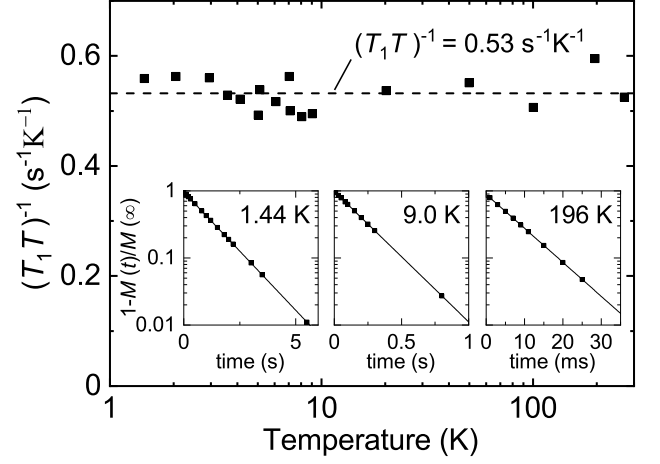 0.6
(T₁T)⁻¹ = 0.53 s⁻¹K⁻¹
(T₁T)⁻¹ (s⁻¹K⁻¹)
0.4
0.2
0
1-M (t)/M (∞)
1
0.1
0.01
1.44 K
0
5
time (s)
9.0 K
0
0.5
1
time (s)
196 K
0
10
20
30
time (ms)
1
10
100
Temperature (K)